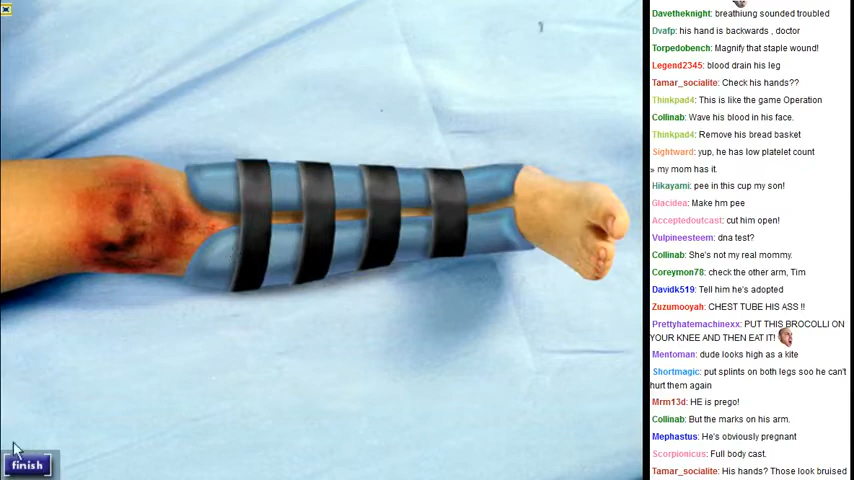 Davetheknight: breathiung sounded troubled
Dvafp: his hand is backwards , doctor
Torpedobench: Magnify that staple wound!
Legend2345: blood drain his leg
Tamar_socialite: Check his hands??
Thinkpad4: This is like the game Operation
Collinab: Wave his blood in his face.
Thinkpad4: Remove his bread basket
Sightward: yup, he has low platelet count
» my mom has it.
Hikayami: pee in this cup my son!
Glacidea: Make hm pee
Acceptedoutcast: cut him open!
Vulpineesteem: dna test?
Collinab: She's not my real mommy.
Coreymon78: check the other arm, Tim
Davidk519: Tell him he's adopted
Zuzumooyah: CHEST TUBE HIS ASS !!
Prettyhatemachinexx: PUT THIS BROCOLLI ON
YOUR KNEE AND THEN EAT IT!
Mentoman: dude looks high as a kite
Shortmagic: put splints on both legs soo he can't
hurt them again
Mrm13d: HE is prego!
Collinab: But the marks on his arm.
Mephastus: He's obviously pregnant
Scorpionicus: Full body cast.
Tamar_socialite: His hands? Those look bruised
finish